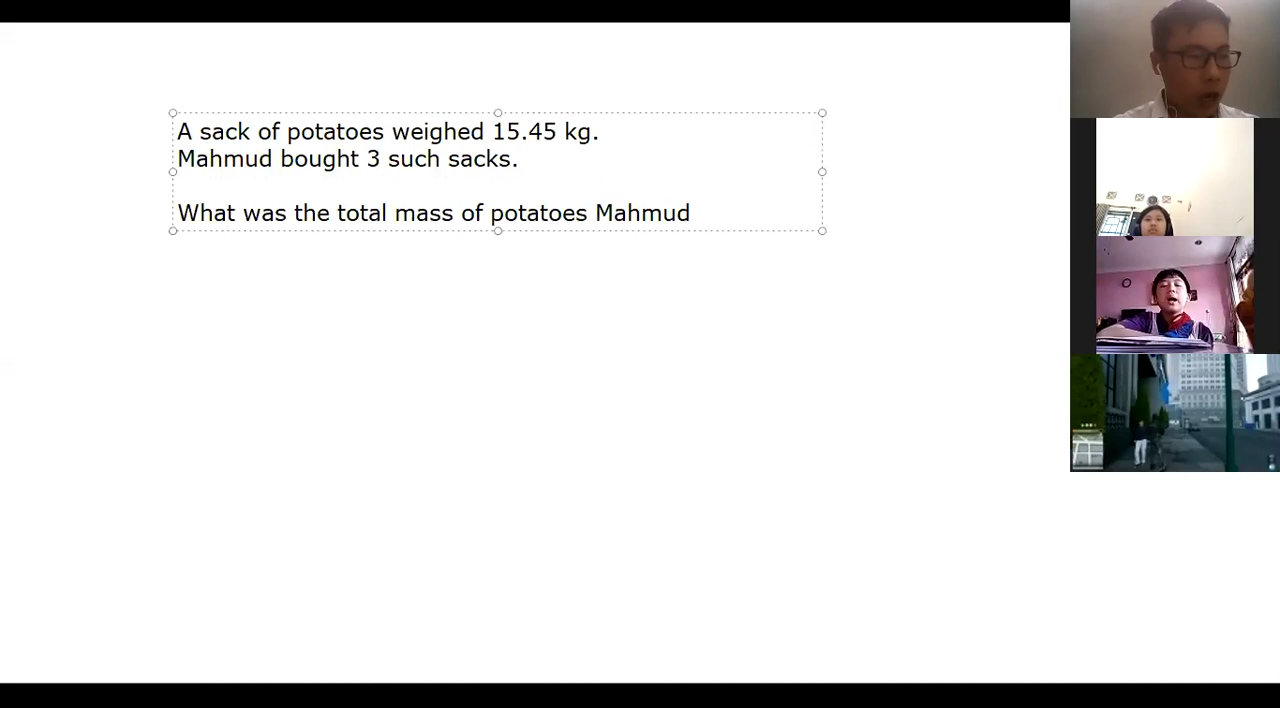 A sack of potatoes weighed 15.45 kg.
Mahmud bought 3 such sacks.
What was the total mass of potatoes Mahmud